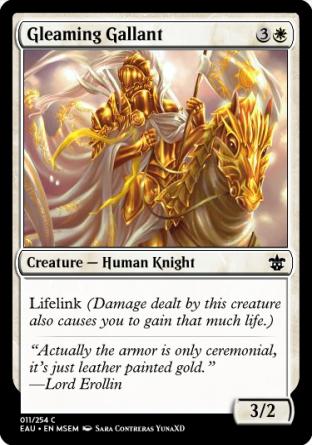 Gleaming Gallant 3
Creature — Human Knight
Lifelink (Damage dealt by this creature
also causes you to gain that much life.)
“Actually the armor is only ceremonial,
it's just leather painted gold.”
—Lord Erollin
3/2
011/254 C
EAU • EN MSEM Sara Contreras YunaXD